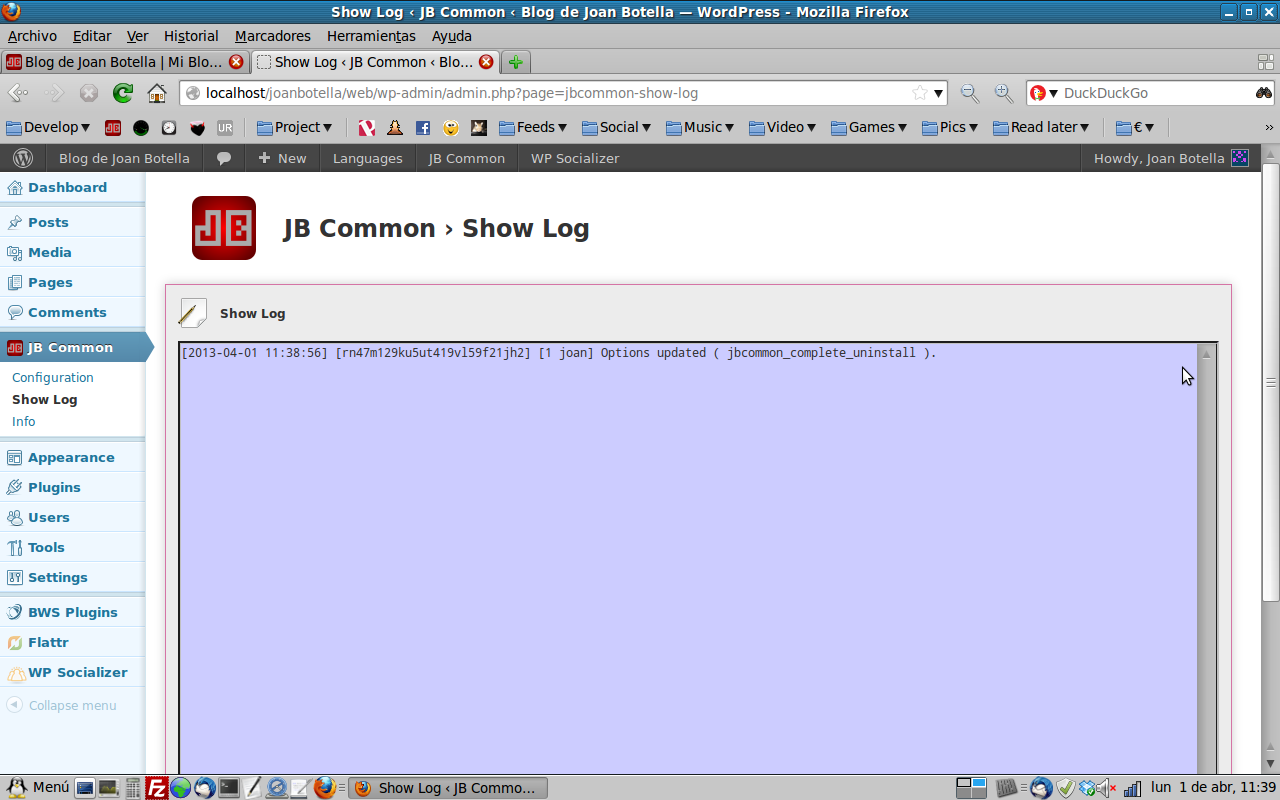 Show Log ‹ JB Common ‹ Blog de Joan Botella — WordPress - Mozilla Firefox
Archivo Editar Ver Historial Marcadores Herramientas Ayuda
Blog de Joan Botella | Mi Blo... Show Log ‹ JB Common ‹ Blo...
localhost/joanbotella/web/wp-admin/admin.php?page=jbcommon-show-log DuckDuckGo
Develop JB UR Project Feeds Social Music Video Games Pics Read later € »
Blog de Joan Botella + New Languages JB Common WP Socializer Howdy, Joan Botella
Dashboard
Posts
Media
Pages
Comments
JB Common
Configuration
Show Log
Info
Appearance
Plugins
Users
Tools
Settings
BWS Plugins
Flattr
WP Socializer
Collapse menu
JB JB Common › Show Log
Show Log
[2013-04-01 11:38:56] [rn47m129ku5ut419vl59f21jh2] [1 joan] Options updated ( jbcommon_complete_uninstall ).
Menú Fz Show Log ‹ JB Commo... lun 1 de abr, 11:39